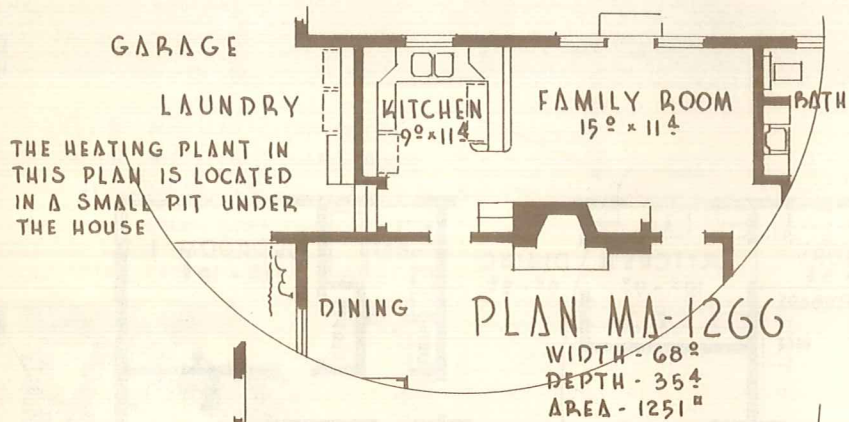 GARAGE
LAUNDRY
KITCHEN
9⁰ x 11⁴
FAMILY ROOM
15⁰ x 11⁴
BATH
THE HEATING PLANT IN
THIS PLAN IS LOCATED
IN A SMALL PIT UNDER
THE HOUSE
DINING
PLAN MA-1266
WIDTH - 68⁰
DEPTH - 35⁴
AREA - 1251 □